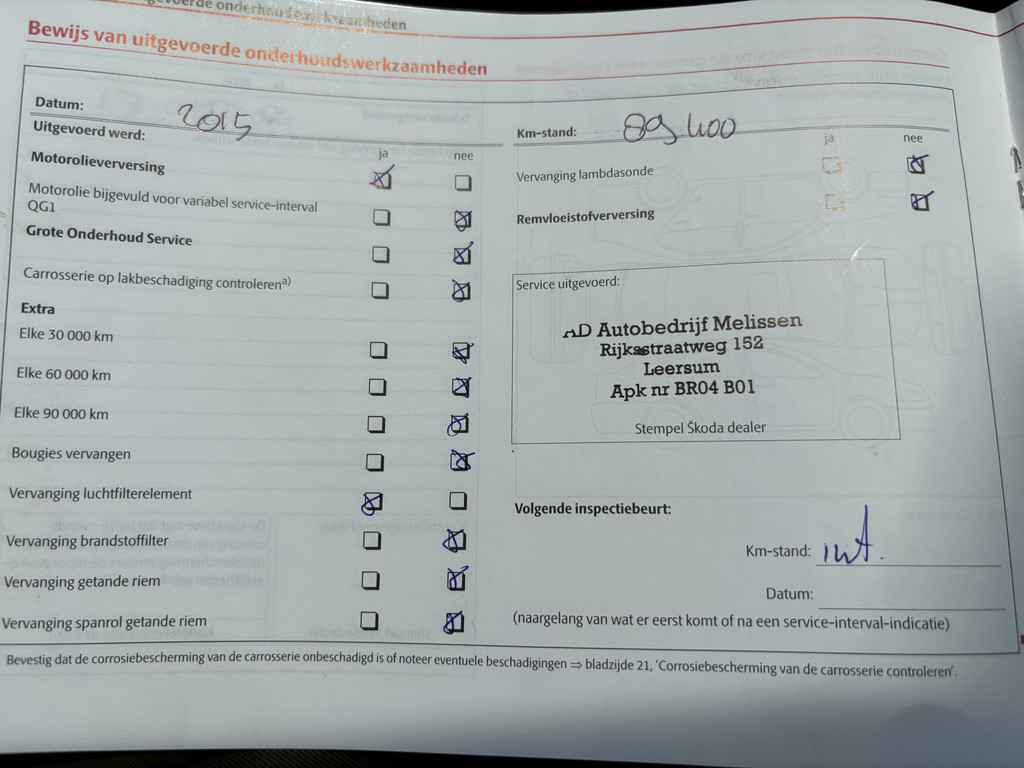 onderhoudswerkzaamheden
Bewijs van uitgevoerde onderhoudswerkzaamheden
Datum: 2015
Uitgevoerd werd:
ja nee
Motorolieverversing
Motorolie bijgevuld voor variabel service-interval
QG1
Grote Onderhoud Service
Carrosserie op lakbeschadiging controlerenª)
Extra
Elke 30 000 km
Elke 60 000 km
Elke 90 000 km
Bougies vervangen
Vervanging luchtfilterelement
Vervanging brandstoffilter
Vervanging getande riem
Vervanging spanrol getande riem
Km-stand: 89 400
ja nee
Vervanging lambdasonde
Remvloeistofverversing
Service uitgevoerd:
AD Autobedrijf Melissen
Rijksstraatweg 152
Leersum
Apk nr BR04 B01
Stempel Škoda dealer
Volgende inspectiebeurt:
Km-stand: int.
Datum:
(naargelang van wat er eerst komt of na een service-interval-indicatie)
Bevestig dat de corrosiebescherming van de carrosserie onbeschadigd is of noteer eventuele beschadigingen ⇒ bladzijde 21, 'Corrosiebescherming van de carrosserie controleren'.